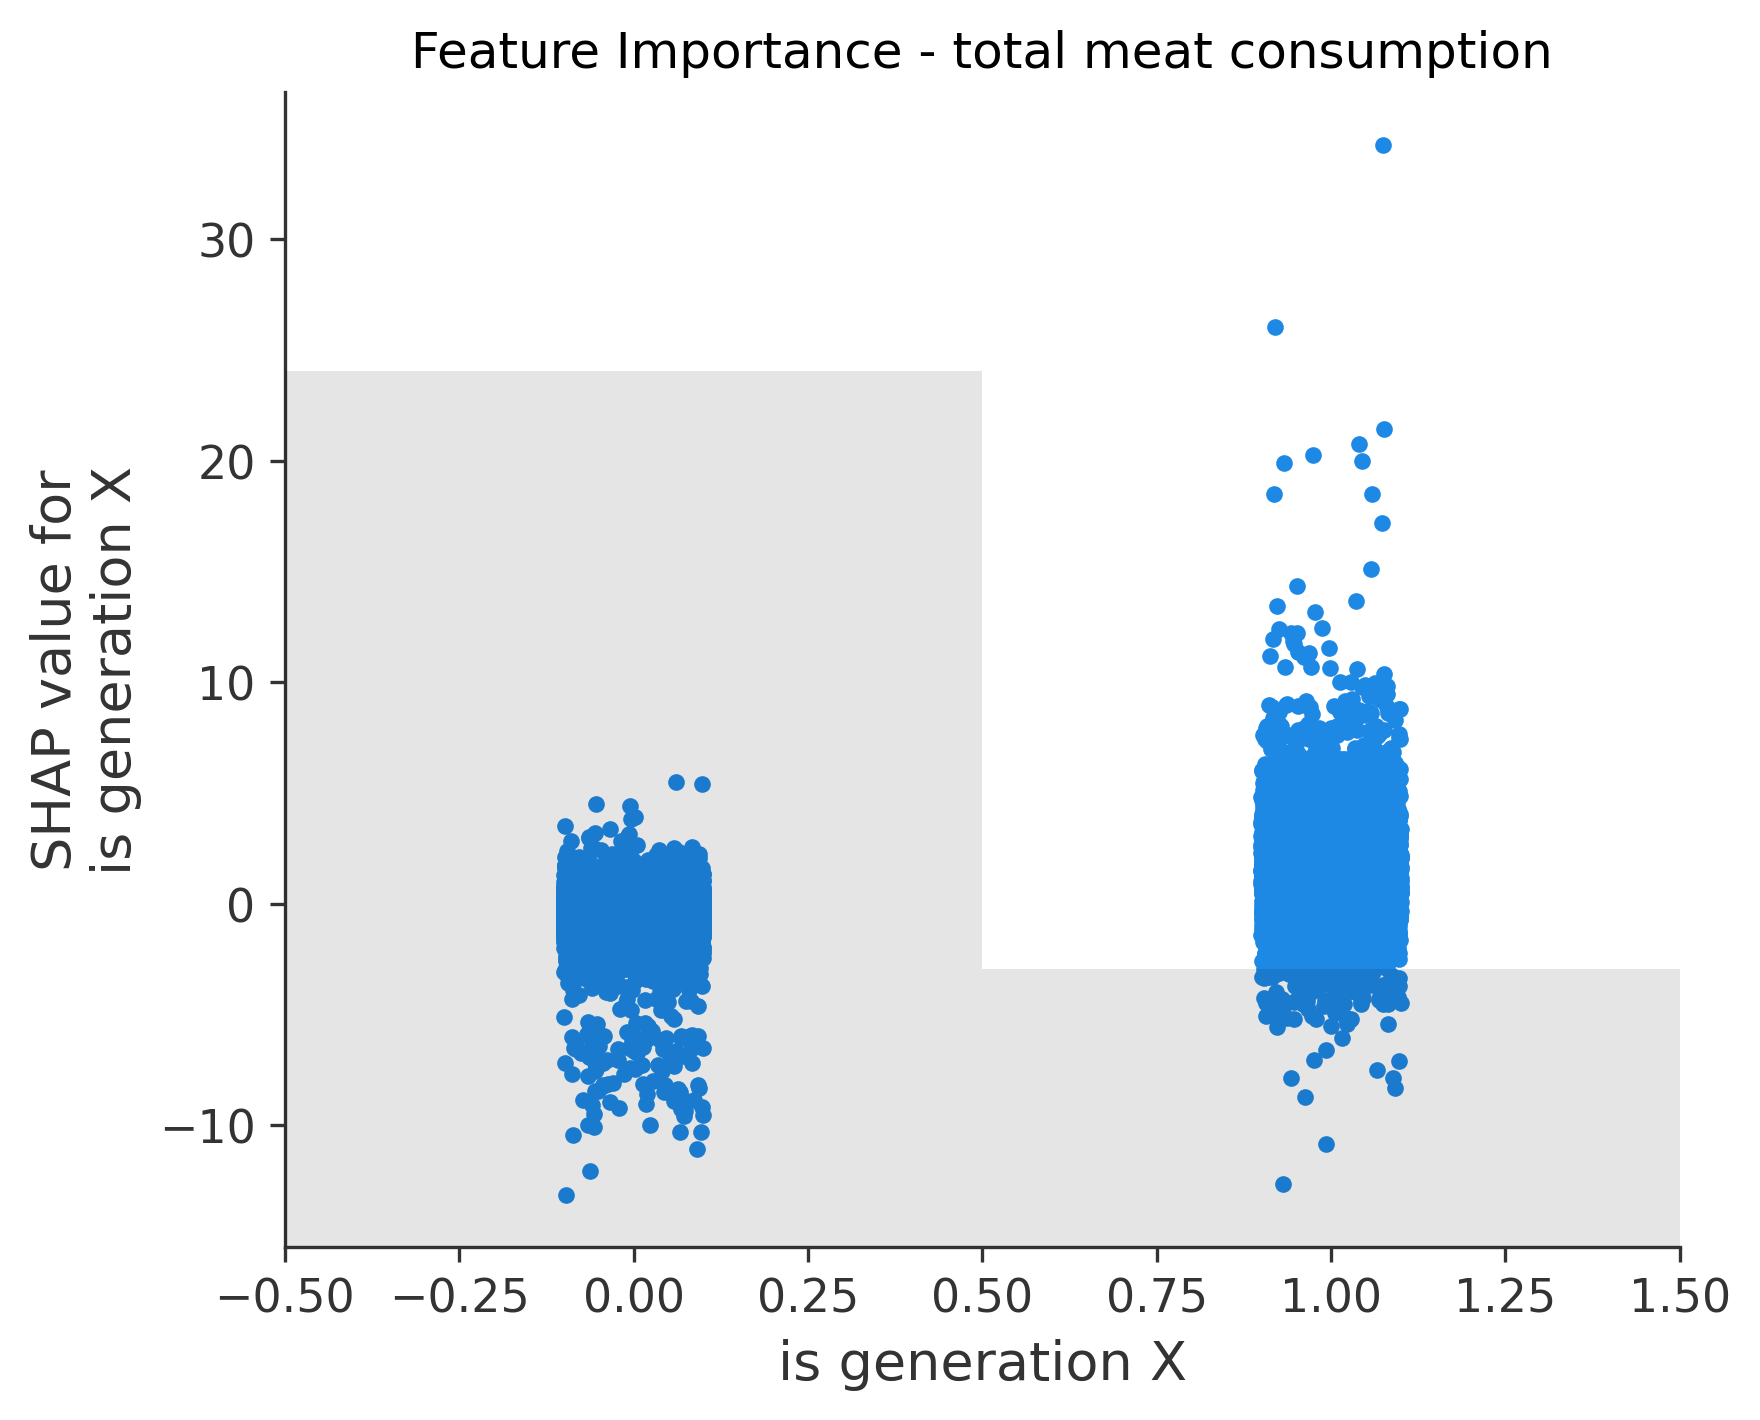 Feature Importance - total meat consumption
30
20
10
0
−10
SHAP value for
is generation X
−0.50 −0.25 0.00 0.25 0.50 0.75 1.00 1.25 1.50
is generation X